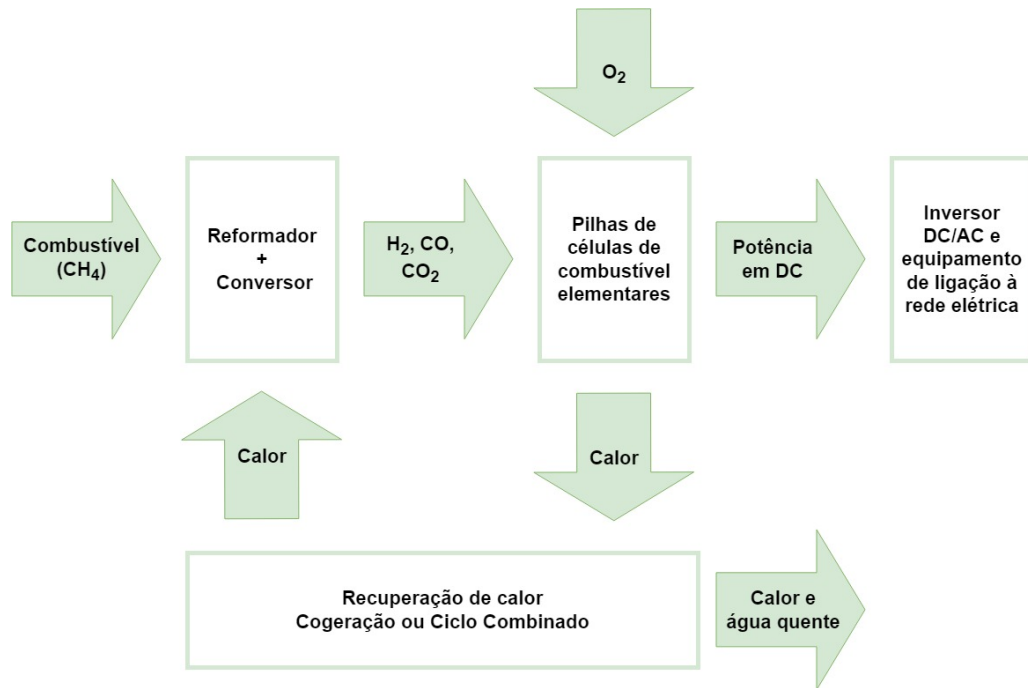 O2
Combustível
(CH4)
Reformador
+
Conversor
H2, CO,
CO2
Pilhas de
células de
combustível
elementares
Potência
em DC
Inversor
DC/AC e
equipamento
de ligação à
rede elétrica
Calor
Calor
Recuperação de calor
Cogeração ou Ciclo Combinado
Calor e
água quente